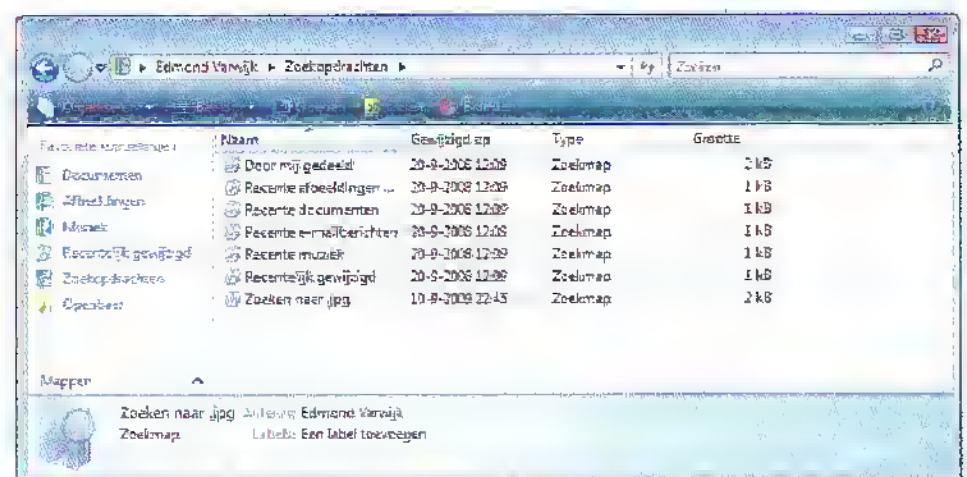 Edmond Varwijk ▸ Zoekopdrachten ▸
Zoeken
Naam Gewijzigd op Type Grootte
Door mij gedeeld 20-9-2008 12:09 Zoekmap 2 kB
Recente afbeeldingen ... 20-9-2008 12:09 Zoekmap 1 kB
Recente documenten 20-9-2008 12:09 Zoekmap 1 kB
Recente e-mailberichten 20-9-2008 12:09 Zoekmap 1 kB
Recente muziek 20-9-2008 12:09 Zoekmap 1 kB
Recentelijk gewijzigd 20-9-2008 12:09 Zoekmap 1 kB
Zoeken naar .jpg 10-9-2009 22:43 Zoekmap 2 kB
Favoriete koppelingen
Documenten
Afbeeldingen
Muziek
Recentelijk gewijzigd
Zoekopdrachten
Openbaar
Mappen
Zoeken naar .jpg Auteurs: Edmond Varwijk
Zoekmap Labels: Een label toevoegen